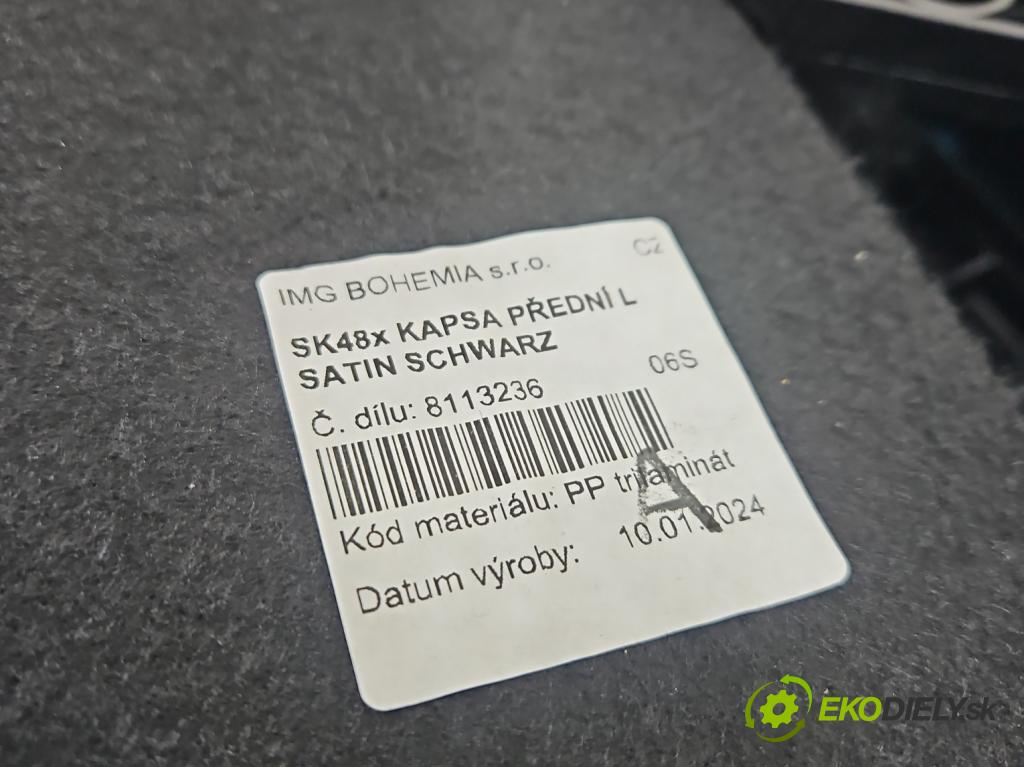 IMG BOHEMIA s.r.o. CZ
SK48x KAPSA PŘEDNÍ L
SATIN SCHWARZ
06S
Č. dílu: 8113236
Kód materiálu: PP trilaminát
A
Datum výroby: 10.01.2024
EKODIELY.sk